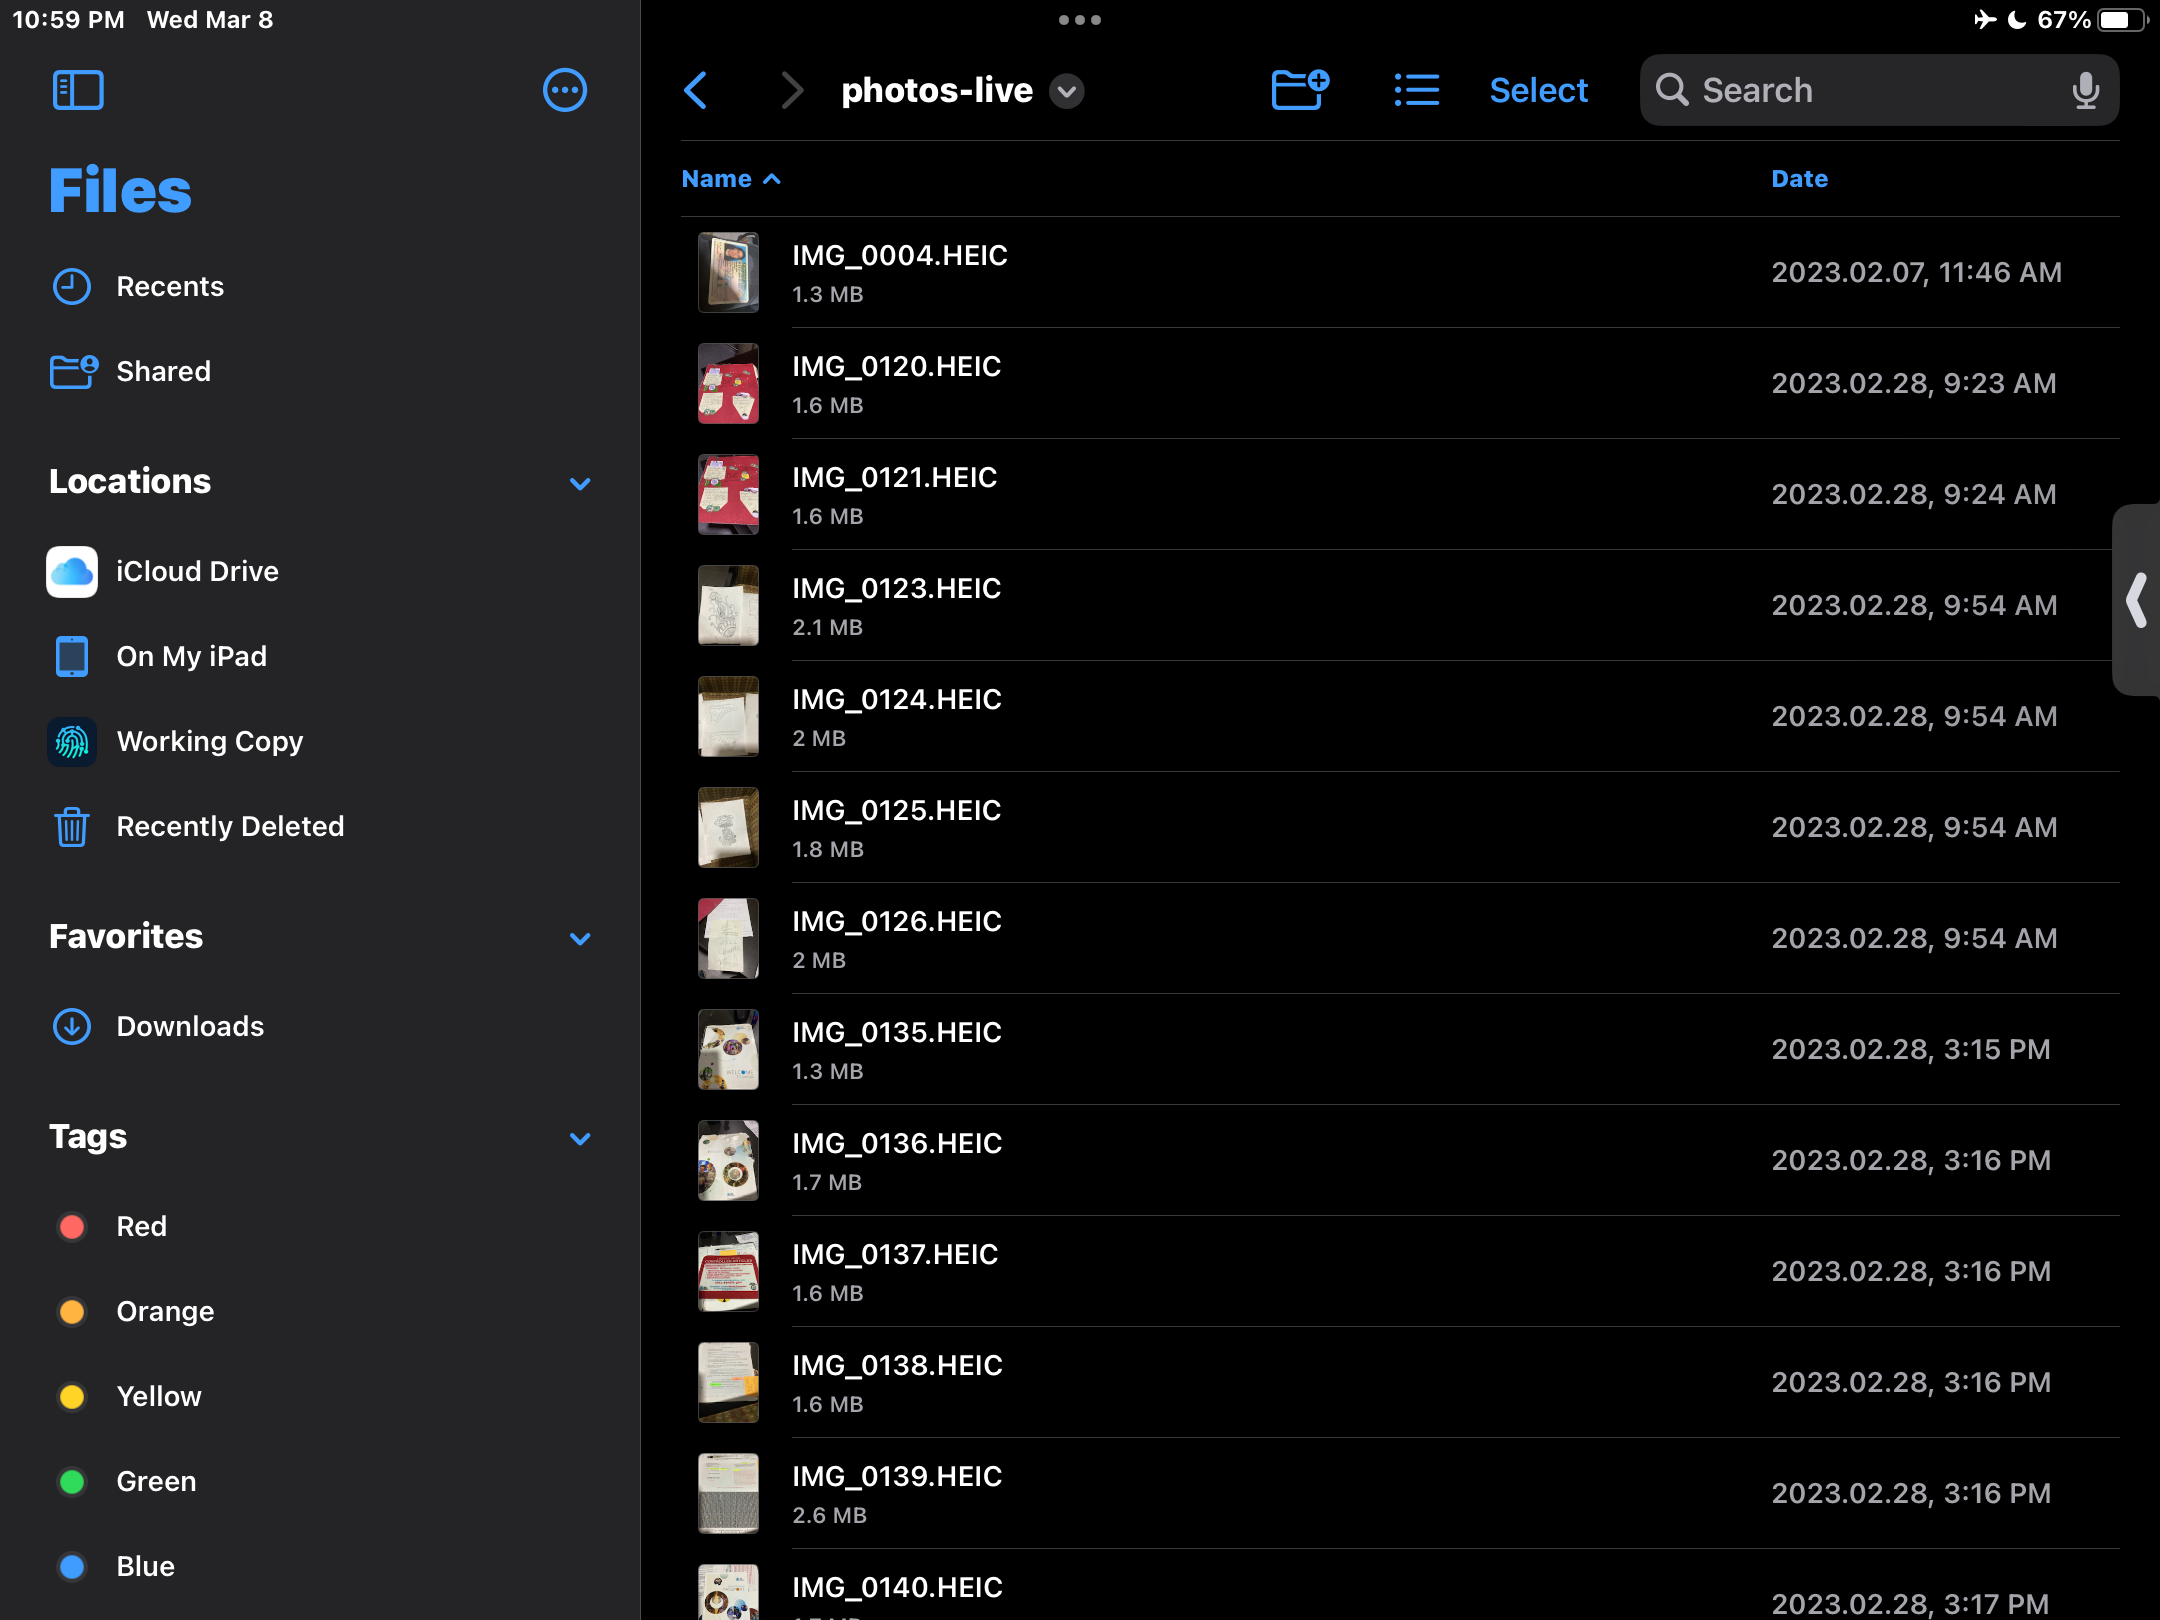 10:59 PM Wed Mar 8
67%
Files
Recents
Shared
Locations
iCloud Drive
On My iPad
Working Copy
Recently Deleted
Favorites
Downloads
Tags
Red
Orange
Yellow
Green
Blue
photos-live
Select
Search
Name
Date
IMG_0004.HEIC
1.3 MB
2023.02.07, 11:46 AM
IMG_0120.HEIC
1.6 MB
2023.02.28, 9:23 AM
IMG_0121.HEIC
1.6 MB
2023.02.28, 9:24 AM
IMG_0123.HEIC
2.1 MB
2023.02.28, 9:54 AM
IMG_0124.HEIC
2 MB
2023.02.28, 9:54 AM
IMG_0125.HEIC
1.8 MB
2023.02.28, 9:54 AM
IMG_0126.HEIC
2 MB
2023.02.28, 9:54 AM
IMG_0135.HEIC
1.3 MB
2023.02.28, 3:15 PM
IMG_0136.HEIC
1.7 MB
2023.02.28, 3:16 PM
IMG_0137.HEIC
1.6 MB
2023.02.28, 3:16 PM
IMG_0138.HEIC
1.6 MB
2023.02.28, 3:16 PM
IMG_0139.HEIC
2.6 MB
2023.02.28, 3:16 PM
IMG_0140.HEIC
2023.02.28, 3:17 PM